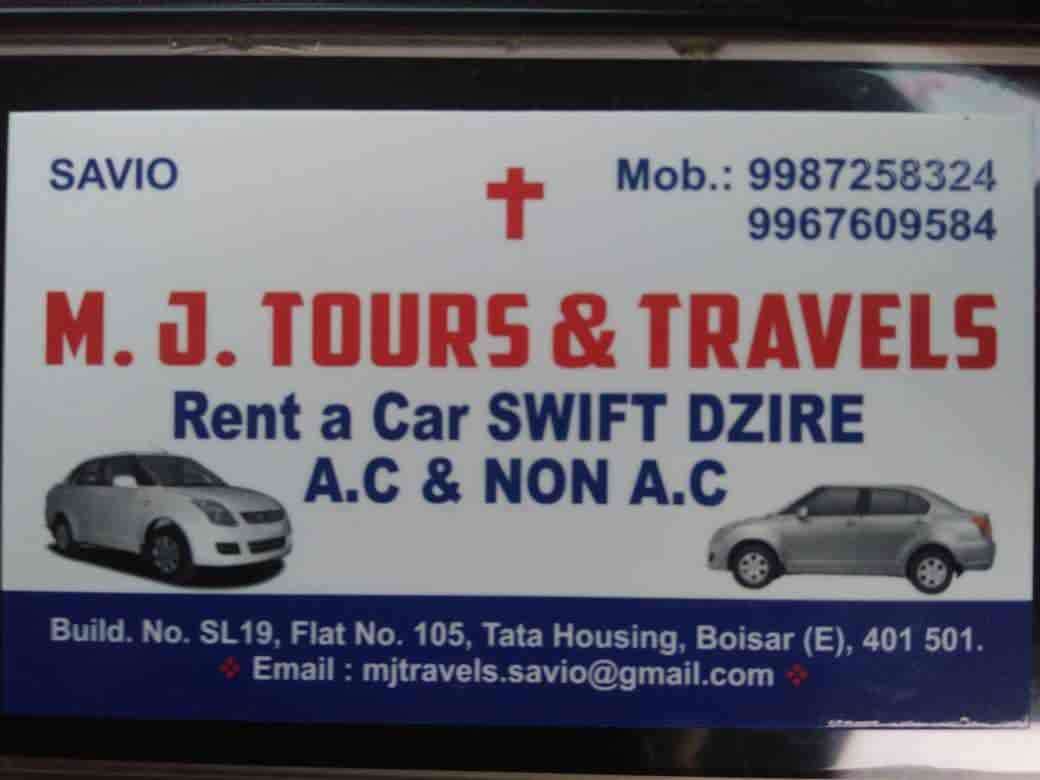 SAVIO
Mob.: 9987258324
9967609584
M. J. TOURS & TRAVELS
Rent a Car SWIFT DZIRE
A.C & NON A.C
Build. No. SL19, Flat No. 105, Tata Housing, Boisar (E), 401 501.
Email : mjtravels.savio@gmail.com